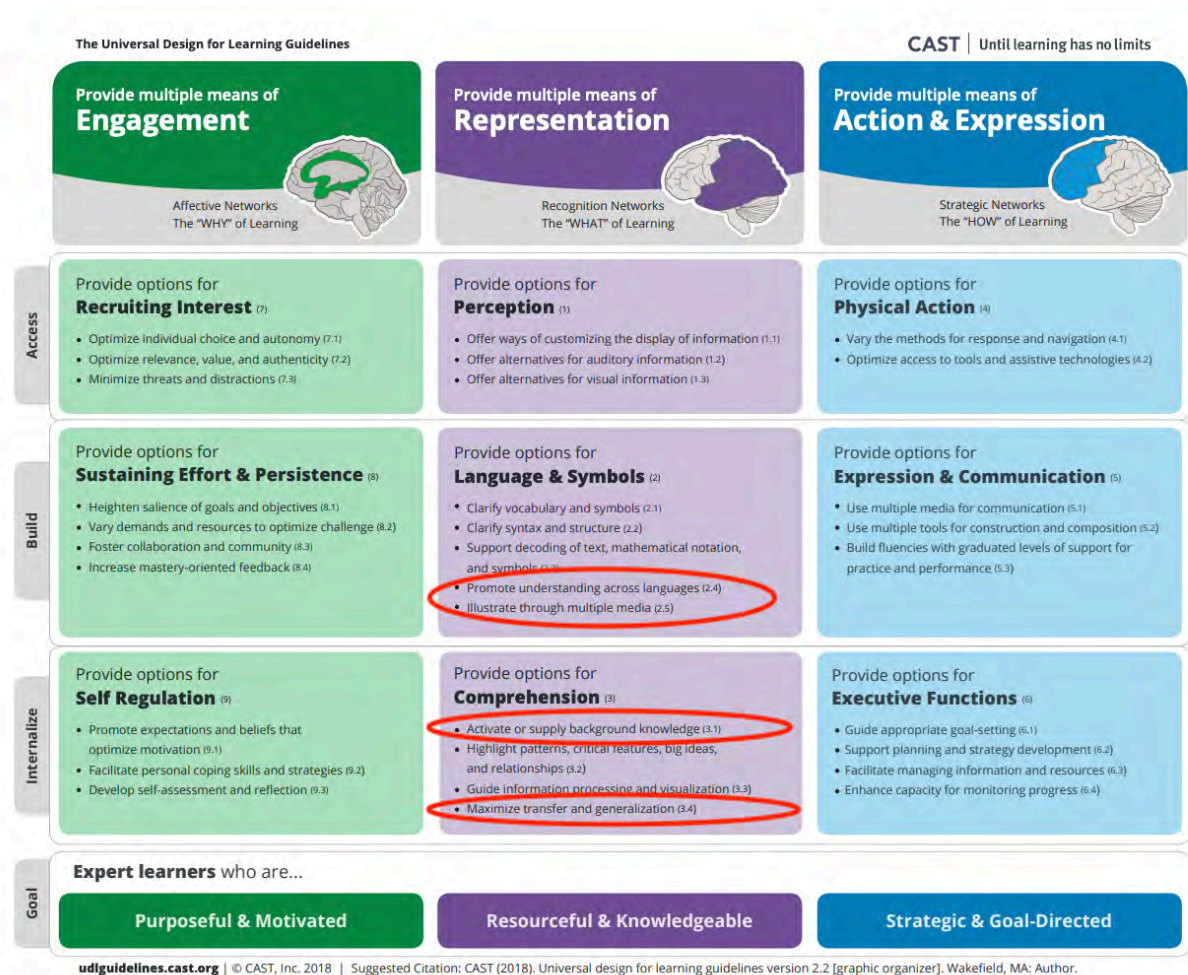 The Universal Design for Learning Guidelines
CAST | Until learning has no limits
Provide multiple means of
Engagement
Affective Networks
The "WHY" of Learning
Provide multiple means of
Representation
Recognition Networks
The "WHAT" of Learning
Provide multiple means of
Action & Expression
Strategic Networks
The "HOW" of Learning
Access
Provide options for
Recruiting Interest (7)
• Optimize individual choice and autonomy (7.1)
• Optimize relevance, value, and authenticity (7.2)
• Minimize threats and distractions (7.3)
Provide options for
Perception (1)
• Offer ways of customizing the display of information (1.1)
• Offer alternatives for auditory information (1.2)
• Offer alternatives for visual information (1.3)
Provide options for
Physical Action (4)
• Vary the methods for response and navigation (4.1)
• Optimize access to tools and assistive technologies (4.2)
Build
Provide options for
Sustaining Effort & Persistence (8)
• Heighten salience of goals and objectives (8.1)
• Vary demands and resources to optimize challenge (8.2)
• Foster collaboration and community (8.3)
• Increase mastery-oriented feedback (8.4)
Provide options for
Language & Symbols (2)
• Clarify vocabulary and symbols (2.1)
• Clarify syntax and structure (2.2)
• Support decoding of text, mathematical notation,
and symbols (2.3)
• Promote understanding across languages (2.4)
• Illustrate through multiple media (2.5)
Provide options for
Expression & Communication (5)
• Use multiple media for communication (5.1)
• Use multiple tools for construction and composition (5.2)
• Build fluencies with graduated levels of support for
practice and performance (5.3)
Internalize
Provide options for
Self Regulation (9)
• Promote expectations and beliefs that
optimize motivation (9.1)
• Facilitate personal coping skills and strategies (9.2)
• Develop self-assessment and reflection (9.3)
Provide options for
Comprehension (3)
• Activate or supply background knowledge (3.1)
• Highlight patterns, critical features, big ideas,
and relationships (3.2)
• Guide information processing and visualization (3.3)
• Maximize transfer and generalization (3.4)
Provide options for
Executive Functions (6)
• Guide appropriate goal-setting (6.1)
• Support planning and strategy development (6.2)
• Facilitate managing information and resources (6.3)
• Enhance capacity for monitoring progress (6.4)
Goal
Expert learners who are...
Purposeful & Motivated
Resourceful & Knowledgeable
Strategic & Goal-Directed
udlguidelines.cast.org | © CAST, Inc. 2018 | Suggested Citation: CAST (2018). Universal design for learning guidelines version 2.2 [graphic organizer]. Wakefield, MA: Author.